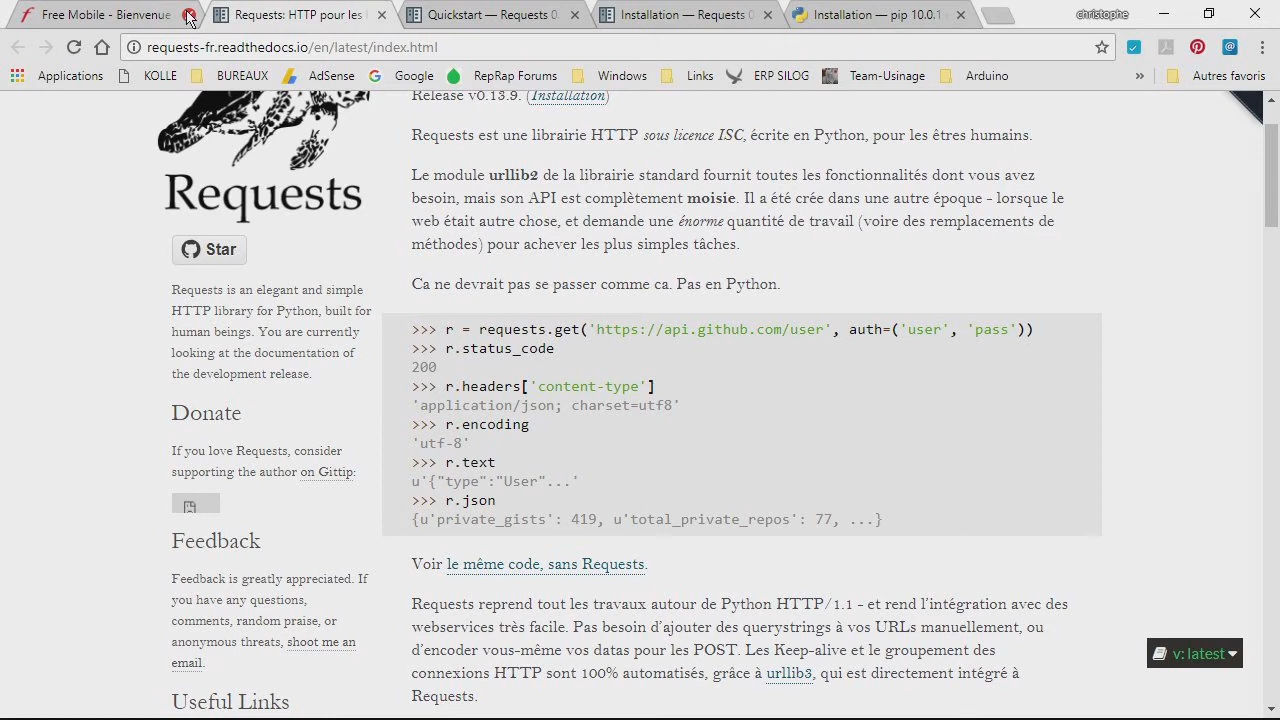 Free Mobile - Bienvenue
Requests: HTTP pour les
Quickstart — Requests 0
Installation — Requests 0
Installation — pip 10.0.1
christophe
requests-fr.readthedocs.io/en/latest/index.html
Applications KOLLE BUREAUX AdSense Google RepRap Forums Windows Links ERP SILOG Team-Usinage Arduino » Autres favoris
Requests
Star
Requests is an elegant and simple
HTTP library for Python, built for
human beings. You are currently
looking at the documentation of
the development release.
Donate
If you love Requests, consider
supporting the author on Gittip:
Feedback
Feedback is greatly appreciated. If
you have any questions,
comments, random praise, or
anonymous threats, shoot me an
email.
Useful Links
Release v0.13.9. (Installation)
Requests est une librairie HTTP sous licence ISC, écrite en Python, pour les êtres humains.
Le module urllib2 de la librairie standard fournit toutes les fonctionnalités dont vous avez
besoin, mais son API est complètement moisie. Il a été crée dans une autre époque - lorsque le
web était autre chose, et demande une énorme quantité de travail (voire des remplacements de
méthodes) pour achever les plus simples tâches.
Ca ne devrait pas se passer comme ca. Pas en Python.
>>> r = requests.get('https://api.github.com/user', auth=('user', 'pass'))
>>> r.status_code
200
>>> r.headers['content-type']
'application/json; charset=utf8'
>>> r.encoding
'utf-8'
>>> r.text
u'{"type":"User"...'
>>> r.json
{u'private_gists': 419, u'total_private_repos': 77, ...}
Voir le même code, sans Requests.
Requests reprend tout les travaux autour de Python HTTP/1.1 - et rend l'intégration avec des
webservices très facile. Pas besoin d'ajouter des querystrings à vos URLs manuellement, ou
d'encoder vous-même vos datas pour les POST. Les Keep-alive et le groupement des
connexions HTTP sont 100% automatisés, grâce à urllib3, qui est directement intégré à
Requests.
v: latest